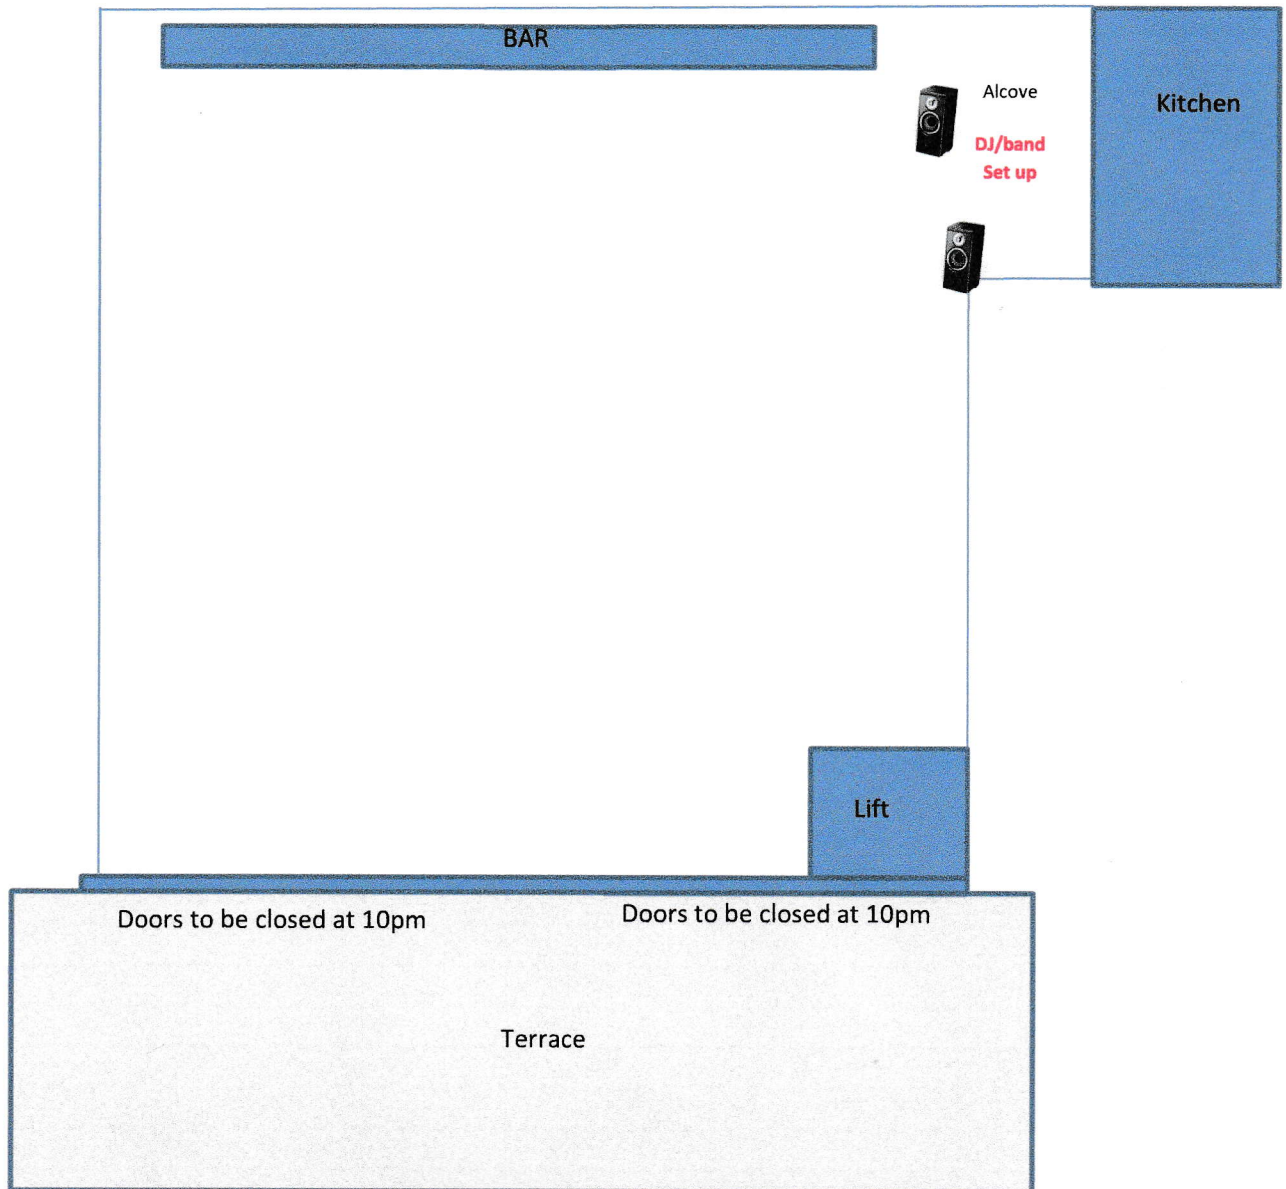 BAR
Alcove
Kitchen
DJ/band
Set up
Lift
Doors to be closed at 10pm
Doors to be closed at 10pm
Terrace